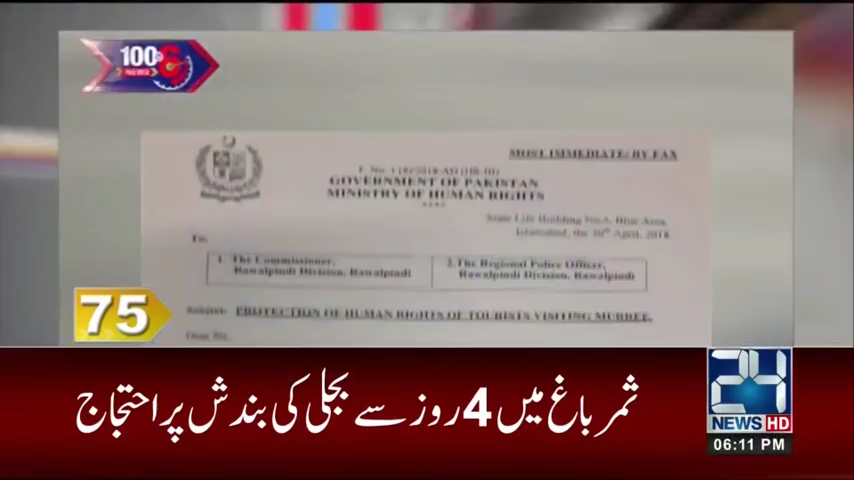 100
6
MOST IMMEDIATE/ BY FAX
GOVERNMENT OF PAKISTAN
MINISTRY OF HUMAN RIGHTS
****
State Life Building No.5, Blue Area,
Islamabad, the 30th April, 2018
To,
1. The Commissioner,
Rawalpindi Division, Rawalpindi
2. The Regional Police Officer,
Rawalpindi Division, Rawalpindi
Subject: PROTECTION OF HUMAN RIGHTS OF TOURISTS VISITING MURREE.
Dear Sir,
75
ثمر باغ میں 4 روز سے بجلی کی بندش پر احتجاج
24
NEWS HD
06:11 PM